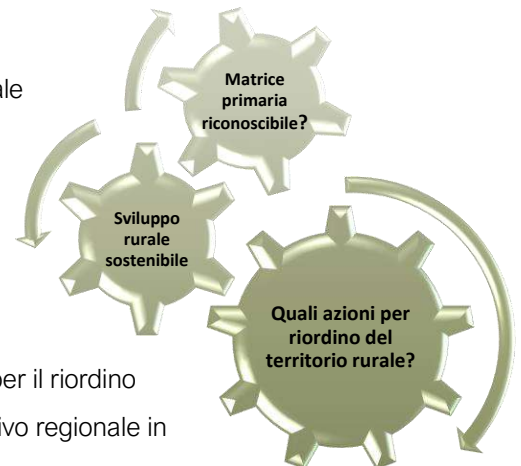 ale
Matrice
primaria
riconoscibile?
Sviluppo
rurale
sostenibile
Quali azioni per
riordino del
territorio rurale?
per il riordino
ivo regionale in